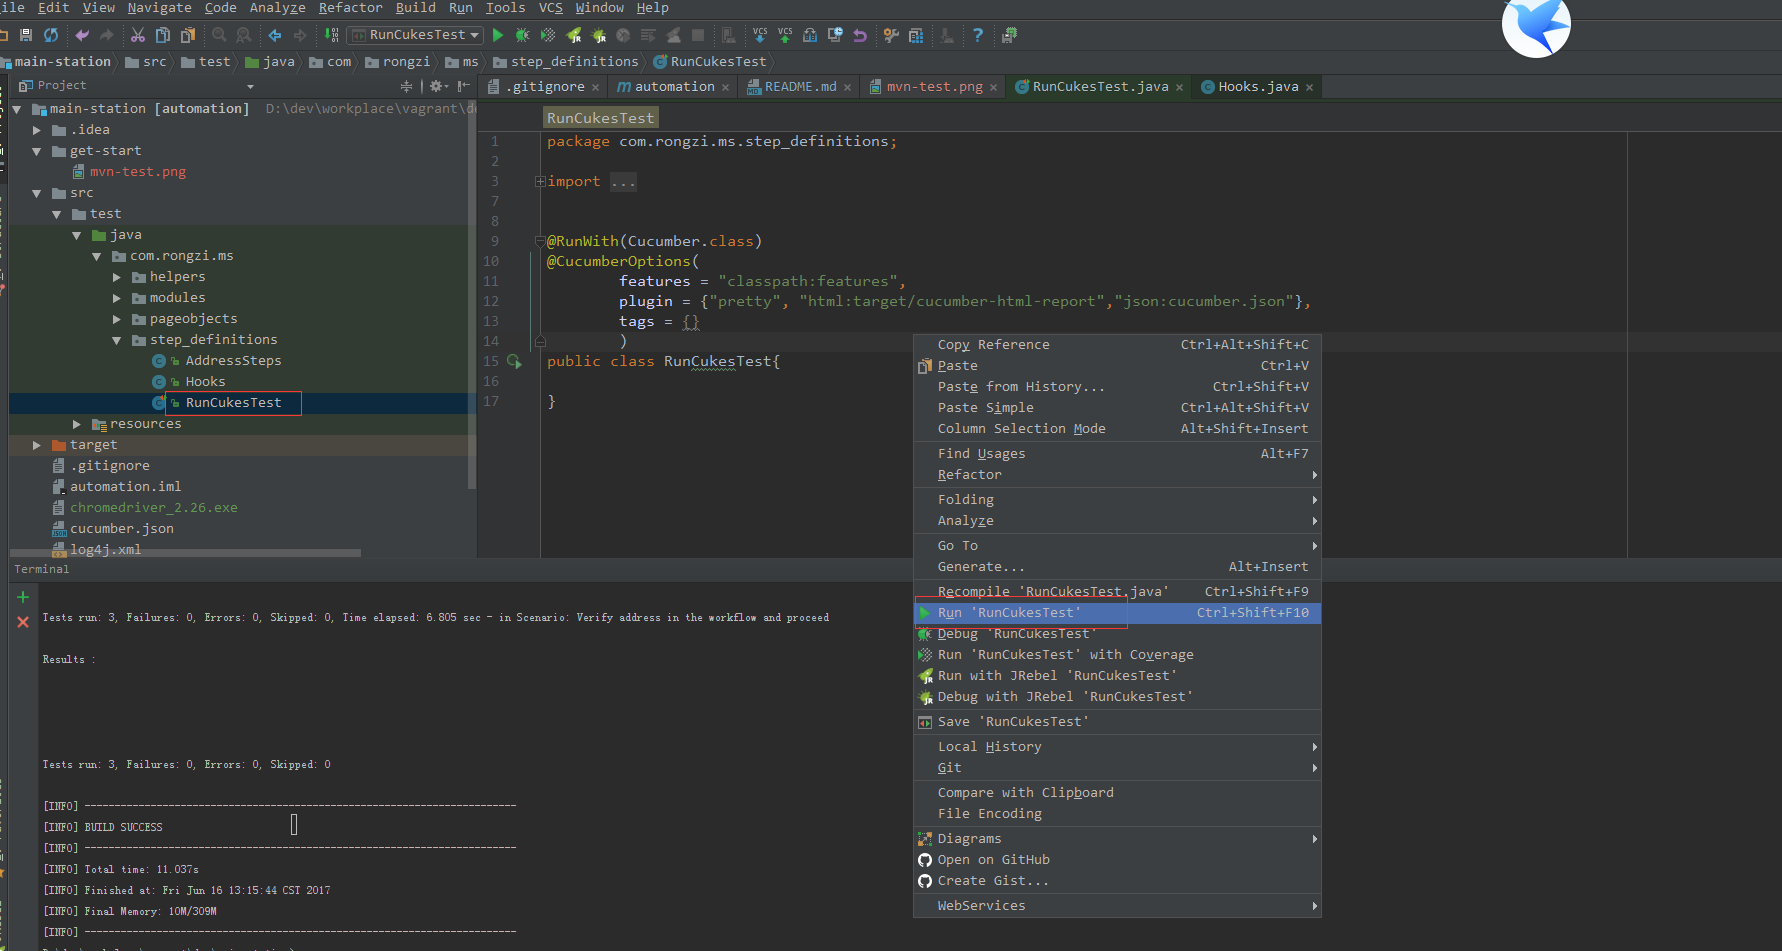 ile Edit View Navigate Code Analyze Refactor Build Run Tools VCS Window Help
RunCukesTest
main-station src test java com rongzi ms step_definitions RunCukesTest
Project
.gitignore automation README.md mvn-test.png RunCukesTest.java Hooks.java
main-station [automation] D:\dev\workplace\vagrant\d
.idea
get-start
mvn-test.png
src
test
java
com.rongzi.ms
helpers
modules
pageobjects
step_definitions
AddressSteps
Hooks
RunCukesTest
resources
target
.gitignore
automation.iml
chromedriver_2.26.exe
cucumber.json
log4j.xml
RunCukesTest
1 package com.rongzi.ms.step_definitions;
2
3 import ...
7
8
9 @RunWith(Cucumber.class)
10 @CucumberOptions(
11 features = "classpath:features",
12 plugin = {"pretty", "html:target/cucumber-html-report","json:cucumber.json"},
13 tags = {}
14 )
15 public class RunCukesTest{
16
17 }
Copy Reference Ctrl+Alt+Shift+C
Paste Ctrl+V
Paste from History... Ctrl+Shift+V
Paste Simple Ctrl+Alt+Shift+V
Column Selection Mode Alt+Shift+Insert
Find Usages Alt+F7
Refactor
Folding
Analyze
Go To
Generate... Alt+Insert
Recompile 'RunCukesTest.java' Ctrl+Shift+F9
Run 'RunCukesTest' Ctrl+Shift+F10
Debug 'RunCukesTest'
Run 'RunCukesTest' with Coverage
Run with JRebel 'RunCukesTest'
Debug with JRebel 'RunCukesTest'
Save 'RunCukesTest'
Local History
Git
Compare with Clipboard
File Encoding
Diagrams
Open on GitHub
Create Gist...
WebServices
Terminal
Tests run: 3, Failures: 0, Errors: 0, Skipped: 0, Time elapsed: 6.805 sec - in Scenario: Verify address in the workflow and proceed
Results :
Tests run: 3, Failures: 0, Errors: 0, Skipped: 0
[INFO] ------------------------------------------------------------------------
[INFO] BUILD SUCCESS
[INFO] ------------------------------------------------------------------------
[INFO] Total time: 11.037s
[INFO] Finished at: Fri Jun 16 13:15:44 CST 2017
[INFO] Final Memory: 10M/309M
[INFO] ------------------------------------------------------------------------